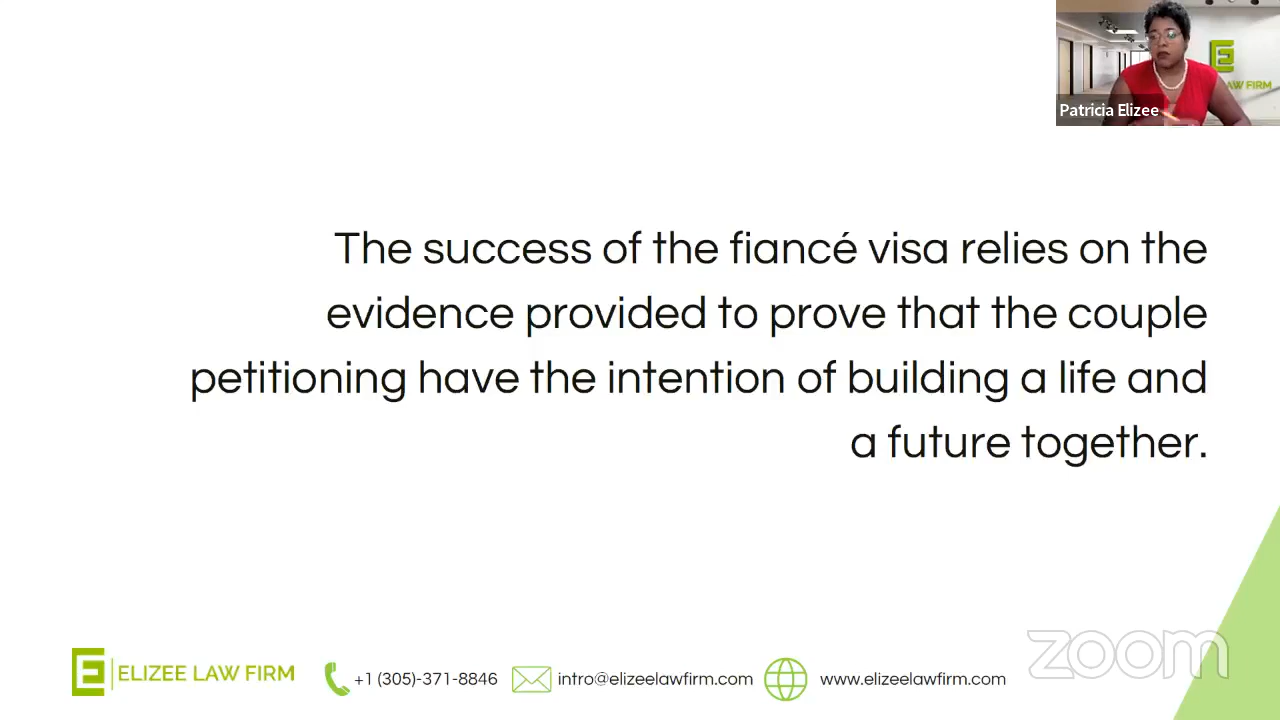 LAW FIRM
Patricia Elizee
The success of the fiancé visa relies on the
evidence provided to prove that the couple
petitioning have the intention of building a life and
a future together.
zoom
ELIZEE LAW FIRM
+1 (305)-371-8846
intro@elizeelawfirm.com
www.elizeelawfirm.com